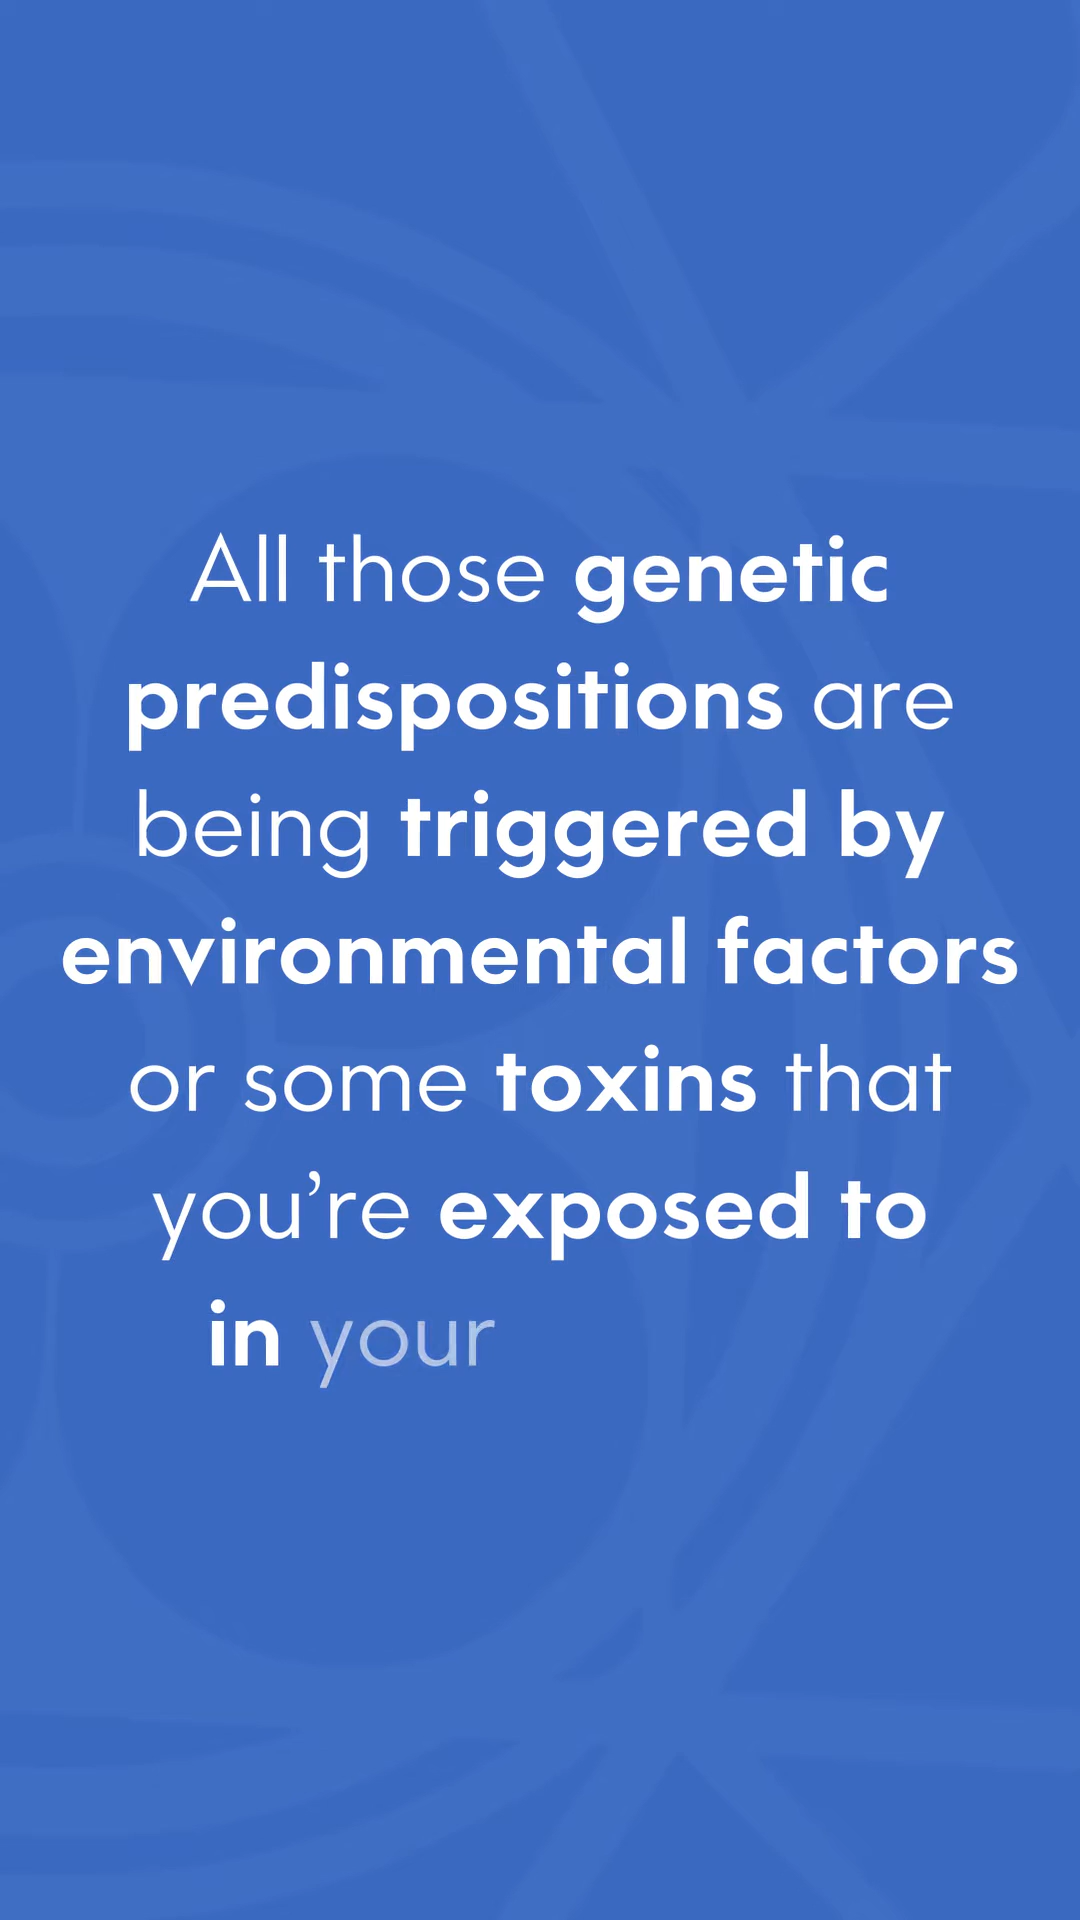 All those genetic
predispositions are
being triggered by
environmental factors
or some toxins that
you’re exposed to
in your